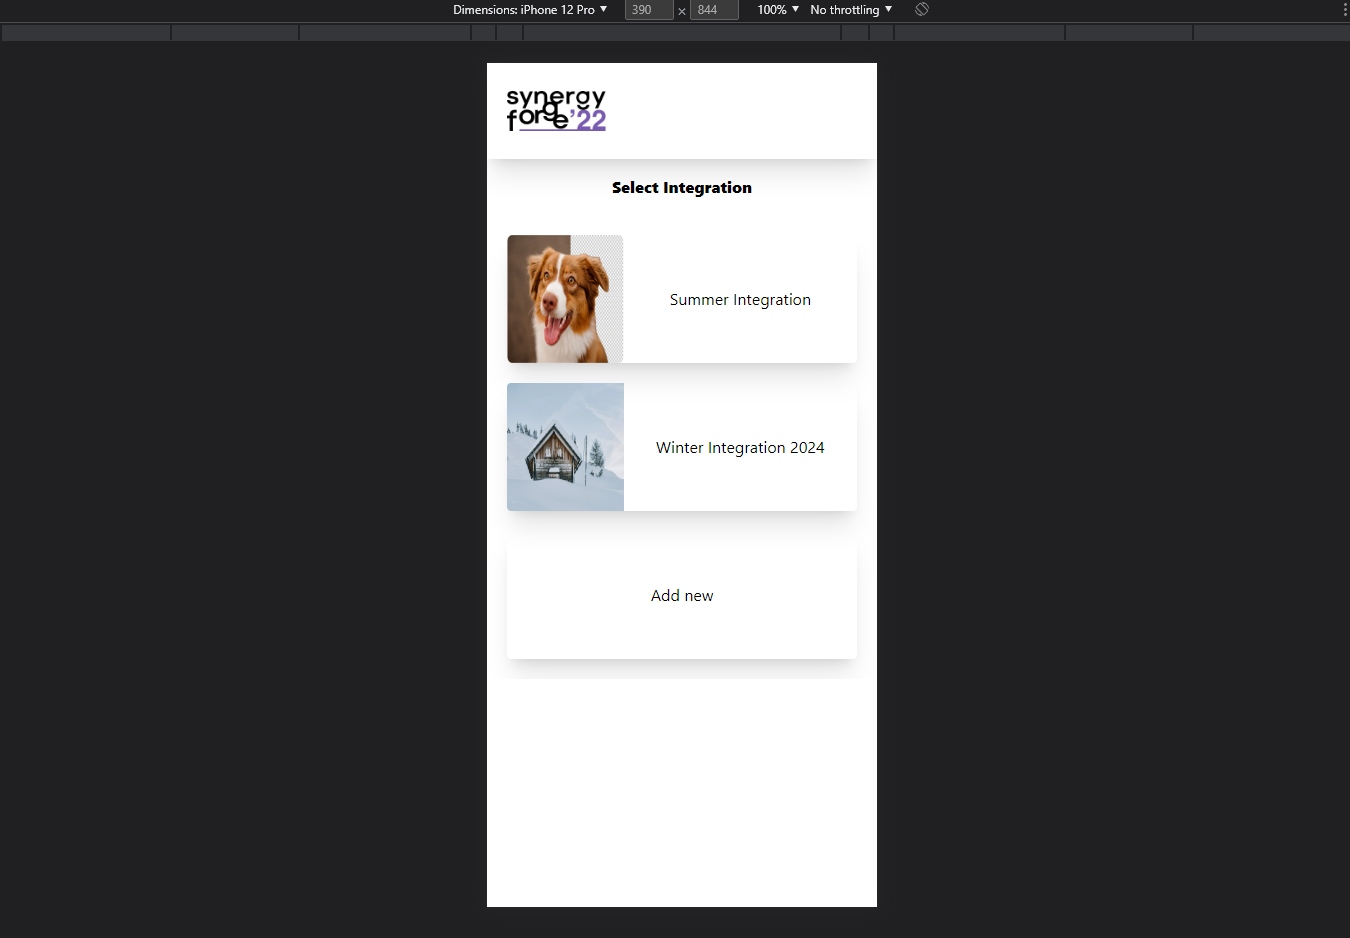 Dimensions: iPhone 12 Pro 390 × 844 100% No throttling
synergy
forge'22
Select Integration
Summer Integration
Winter Integration 2024
Add new